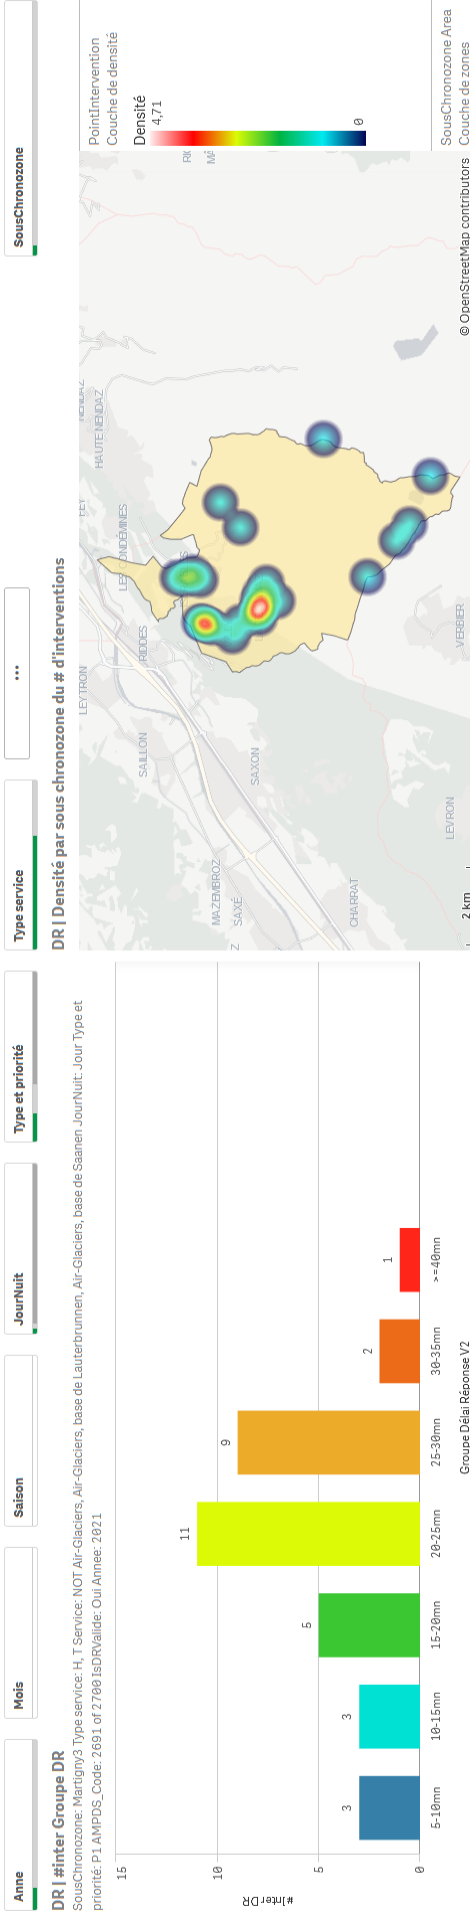 Anne
Mois
Saison
JourNuit
Type et priorité
Type service
...
SousChronozone
DR | #inter Groupe DR
SousChronozone: Martigny3 Type service: H, T Service: NOT Air-Glaciers, Air-Glaciers, base de Lauterbrunnen, Air-Glaciers, base de Saanen JourNuit: Jour Type et
priorité: P1 AMPDS_Code: 2691 of 2700 IsDRValide: Oui Annee: 2021
#Inter DR
15
10
5
0
3
3
5
11
9
2
1
5-10mn
10-15mn
15-20mn
20-25mn
25-30mn
30-35mn
>=40mn
Groupe Délai Réponse V2
DR | Densité par sous chronozone du # d'interventions
LEYTRON
FEY
HAUTE NENDAZ
NENDAZ
LES CONDÉMINES
RIDDES
SAILLON
SAXON
MAZEMBROZ
SAXÉ
CHARRAT
LEVRON
VERBIER
2 km
© OpenStreetMap contributors
PointIntervention
Couche de densité
Densité
4,71
0
SousChronozone Area
Couche de zones